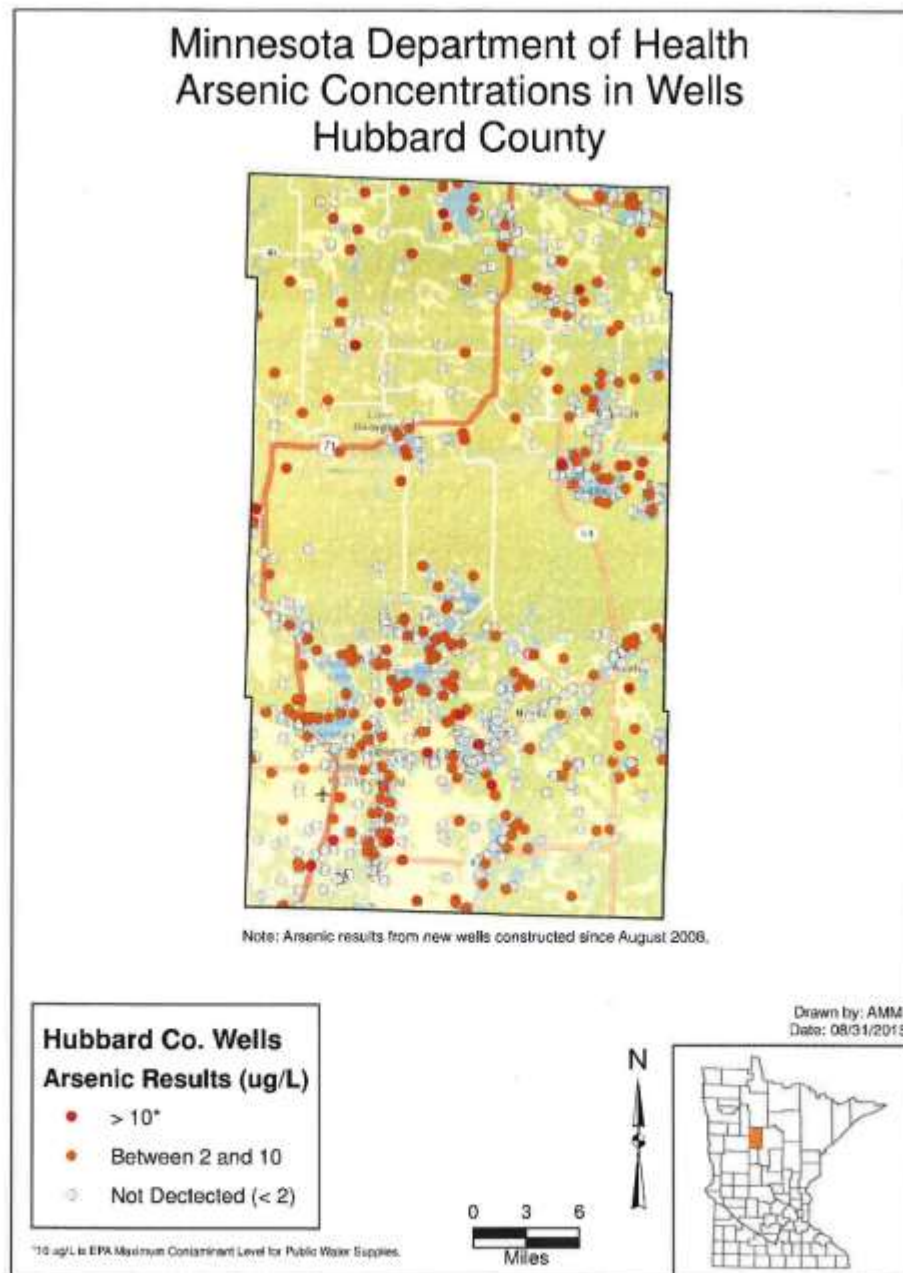 Minnesota Department of Health
Arsenic Concentrations in Wells
Hubbard County
71
Note: Arsenic results from new wells constructed since August 2008.
Hubbard Co. Wells
Arsenic Results (ug/L)
> 10*
Between 2 and 10
Not Dectected (< 2)
*10 ug/L is EPA Maximum Contaminant Level for Public Water Supplies.
N
0 3 6
Miles
Drawn by: AMM